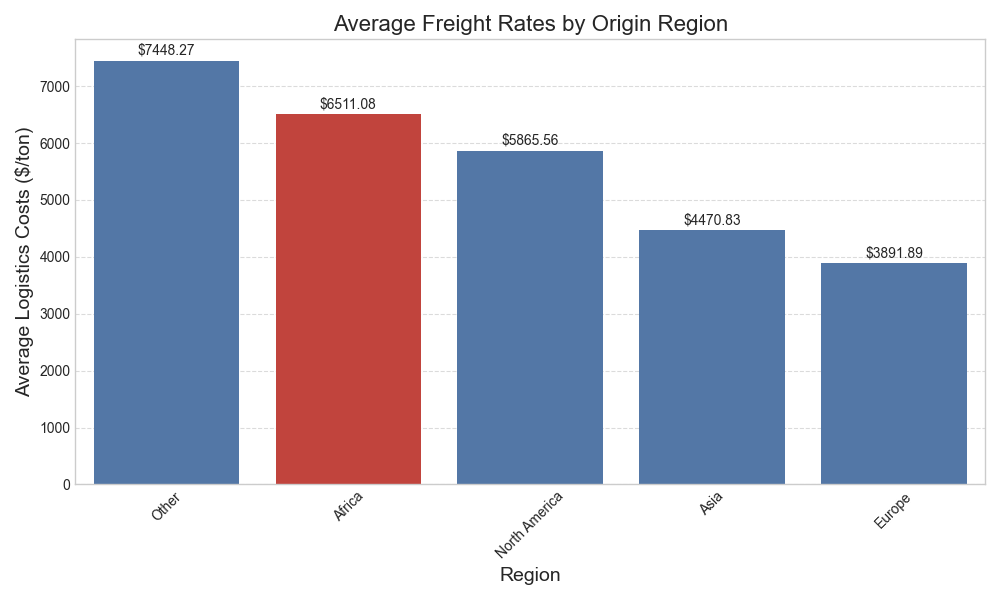 Average Freight Rates by Origin Region
Average Logistics Costs ($/ton)
7000
6000
5000
4000
3000
2000
1000
0
$7448.27
$6511.08
$5865.56
$4470.83
$3891.89
Other
Africa
North America
Asia
Europe
Region